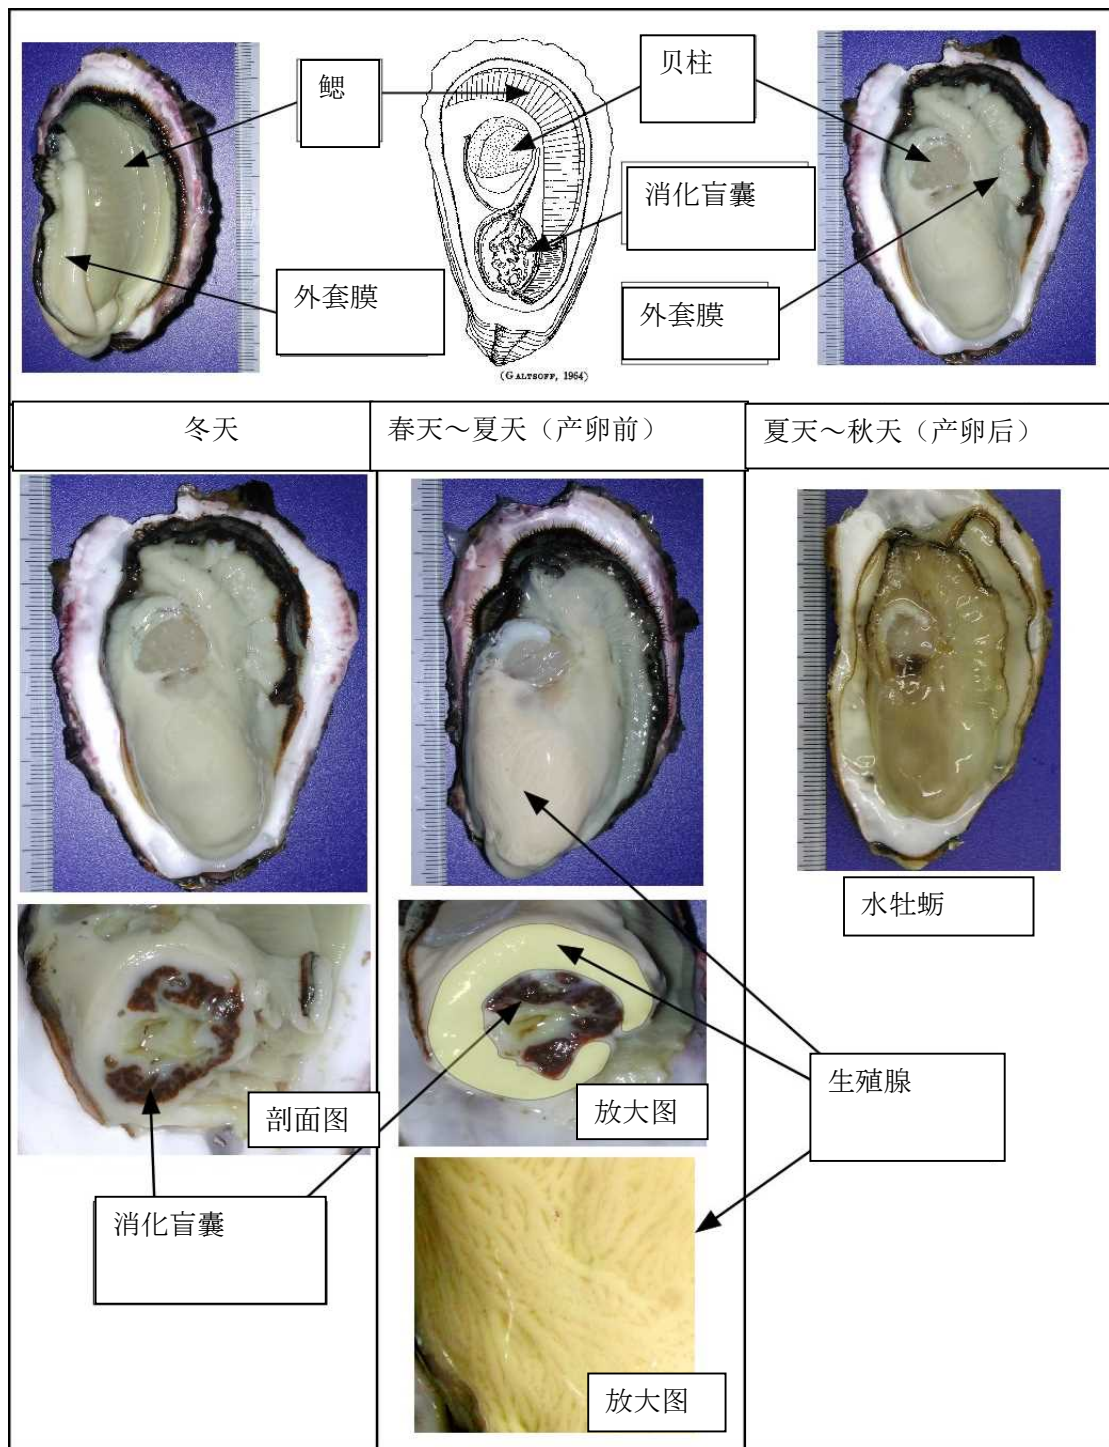 鳃
贝柱
消化盲囊
外套膜
外套膜
(GALTSOFF, 1964)
冬天
春天～夏天（产卵前）
夏天～秋天（产卵后）
水牡蛎
剖面图
放大图
生殖腺
消化盲囊
放大图